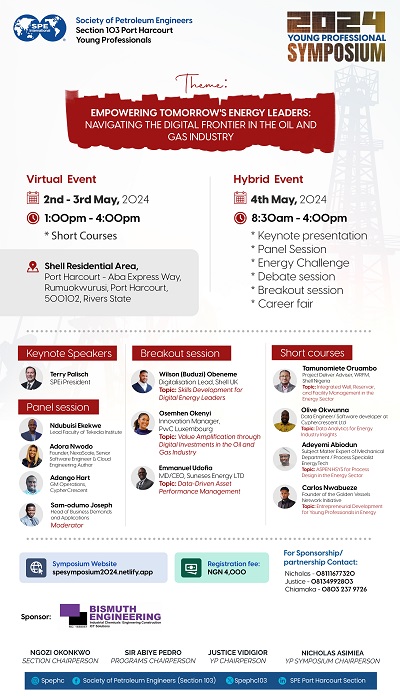 SPE
International
Society of Petroleum Engineers
Section 103 Port Harcourt
Young Professionals
2024
YOUNG PROFESSIONAL
SYMPOSIUM
Theme:
EMPOWERING TOMORROW'S ENERGY LEADERS:
NAVIGATING THE DIGITAL FRONTIER IN THE OIL AND
GAS INDUSTRY
Virtual Event
2nd - 3rd May, 2024
1:00pm - 4:00pm
* Short Courses
Hybrid Event
4th May, 2024
8:30am - 4:00pm
* Keynote presentation
* Panel Session
* Energy Challenge
* Debate session
* Breakout session
* Career fair
Shell Residential Area,
Port Harcourt - Aba Express Way,
Rumuokwurusi, Port Harcourt,
500102, Rivers State
Keynote Speakers
Terry Palisch
SPEi President
Panel session
Ndubuisi Ekekwe
Lead Faculty of Tekedia Institute
Adora Nwodo
Founder, NexaScale, Senior
Software Engineer & Cloud
Engineering Author
Adango Hart
GM Operations,
CypherCrescent
Sam-odumo Joseph
Head of Business Demands
and Applications
Moderator
Breakout session
Wilson (Buduzi) Obeneme
Digitalisation Lead, Shell UK
Topic: Skills Development for
Digital Energy Leaders
Osemhen Okenyi
Innovation Manager,
PwC Luxembourg
Topic: Value Amplification through
Digital Investments in the Oil and
Gas Industry
Emmanuel Udofia
MD/CEO, Suneses Energy LTD
Topic: Data-Driven Asset
Performance Management
Short courses
Tamunomiete Oruambo
Project Deliver Adviser, WRFM,
Shell Nigeria
Topic: Integrated Well, Reservoir,
and Facility Management in the
Energy Sector
Olive Okwunna
Data Engineer / Software developer at
CypherCrescent Ltd
Topic: Data Analytics for Energy
Industry Insights
Adeyemi Abiodun
Subject Matter Expert of Mechanical
Department / Process Specialist
EnergyTech
Topic: ASPEN HYSYS for Process
Design in the Energy Sector
Carlos Nwabueze
Founder of the Golden Vessels
Network Initiative
Topic: Entrepreneurial Development
for Young Professionals in Energy
Symposium Website
spesymposium2024.netlify.app
Registration fee:
NGN 4,000
For Sponsorship/
partnership Contact:
Nicholas - 08111677320
Justice - 08134992803
Chiamaka - 0803 237 9726
Sponsor:
BISMUTH
ENGINEERING
Industrial Chemicals | Engineering Construction
ICT Solutions
NGOZI OKONKWO
SECTION CHAIRPERSON
SIR ABIYE PEDRO
PROGRAMS CHAIRPERSON
JUSTICE VIDIGIOR
YP CHAIRPERSON
NICHOLAS ASIMIEA
YP SYMPOSIUM CHAIRPERSON
Spephc
Society of Petroleum Engineers (Section 103)
Spephc103
SPE Port Harcourt Section